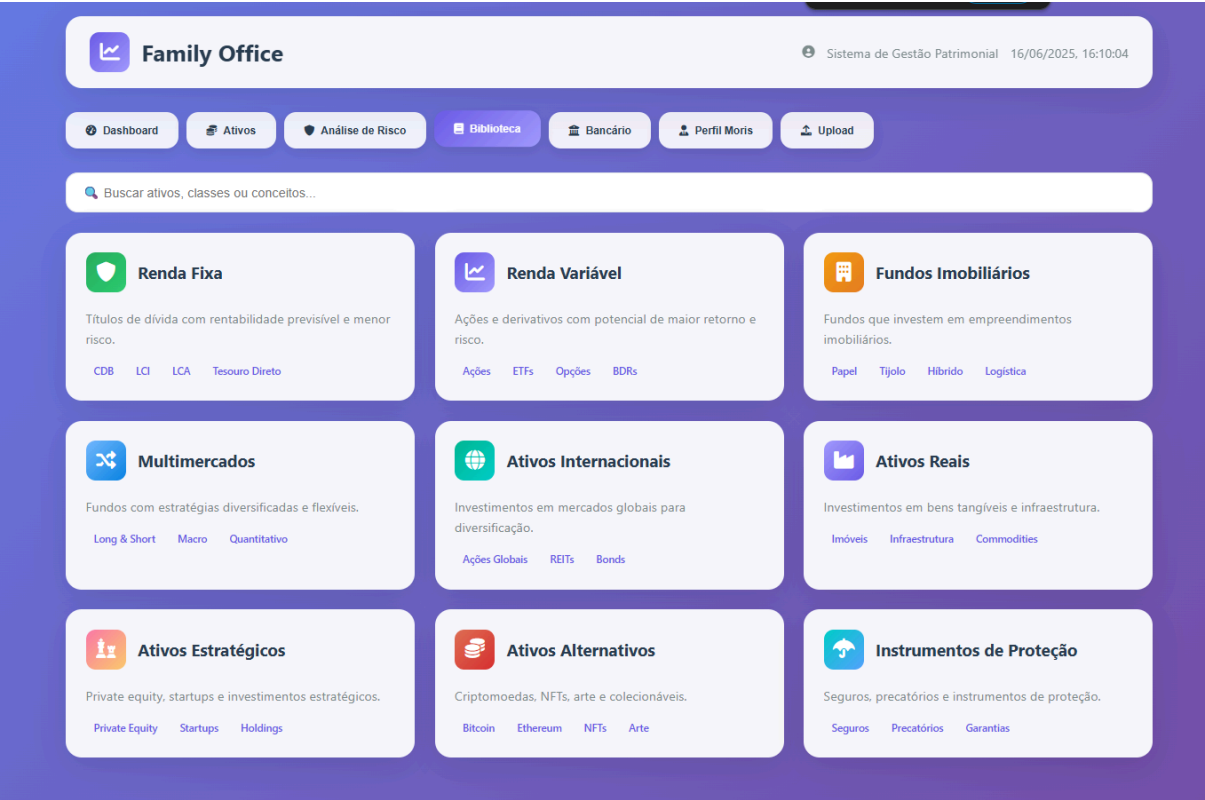 Family Office
Sistema de Gestão Patrimonial 16/06/2025, 16:10:04
Dashboard Ativos Análise de Risco Biblioteca Bancário Perfil Moris Upload
Buscar ativos, classes ou conceitos...
Renda Fixa
Títulos de dívida com rentabilidade previsível e menor
risco.
CDB LCI LCA Tesouro Direto
Renda Variável
Ações e derivativos com potencial de maior retorno e
risco.
Ações ETFs Opções BDRs
Fundos Imobiliários
Fundos que investem em empreendimentos
imobiliários.
Papel Tijolo Híbrido Logística
Multimercados
Fundos com estratégias diversificadas e flexíveis.
Long & Short Macro Quantitativo
Ativos Internacionais
Investimentos em mercados globais para
diversificação.
Ações Globais REITs Bonds
Ativos Reais
Investimentos em bens tangíveis e infraestrutura.
Imóveis Infraestrutura Commodities
Ativos Estratégicos
Private equity, startups e investimentos estratégicos.
Private Equity Startups Holdings
Ativos Alternativos
Criptomoedas, NFTs, arte e colecionáveis.
Bitcoin Ethereum NFTs Arte
Instrumentos de Proteção
Seguros, precatórios e instrumentos de proteção.
Seguros Precatórios Garantias